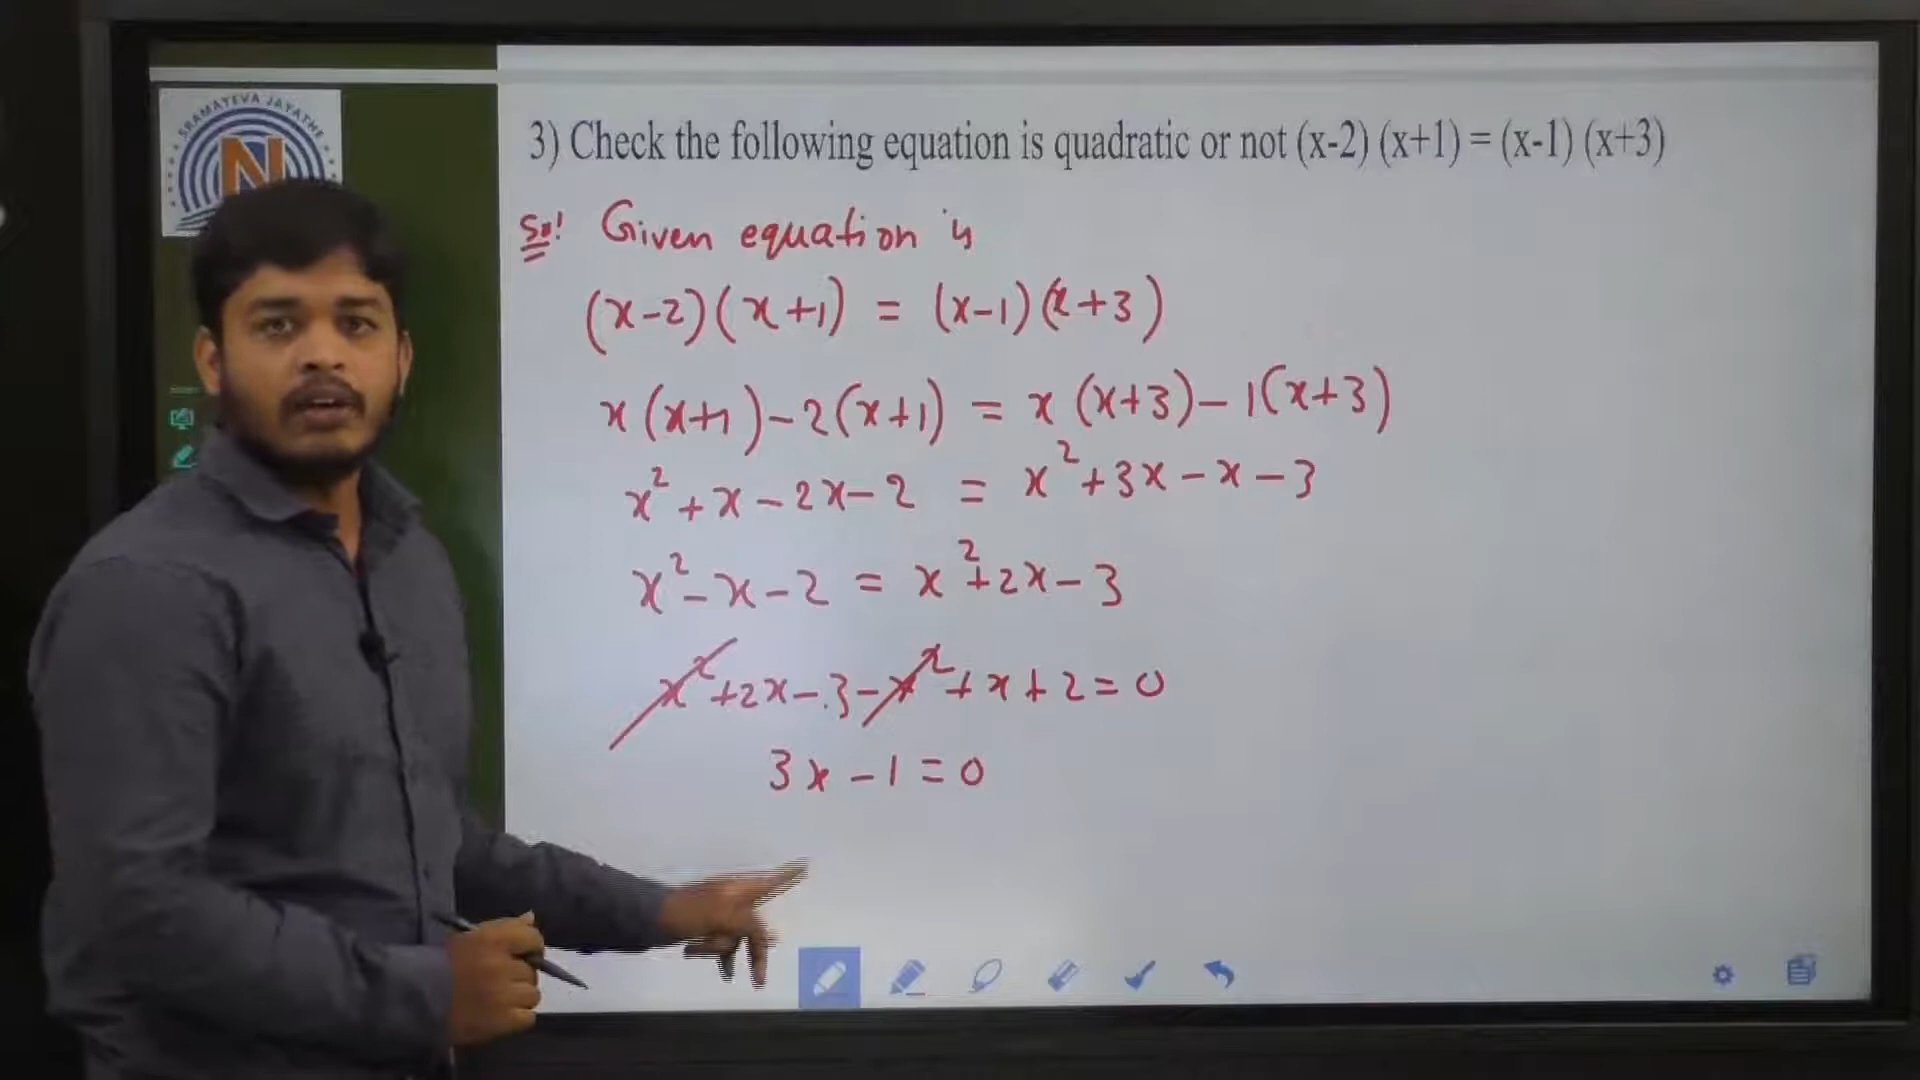 SRAMAYEVA JAYATHE
N
3) Check the following equation is quadratic or not (x-2) (x+1) = (x-1) (x+3)
Sol Given equation is
(x-2)(x+1) = (x-1)(x+3)
x(x+1)-2(x+1) = x(x+3)-1(x+3)
x²+x-2x-2 = x²+3x-x-3
x²-x-2 = x²+2x-3
x²+2x-3-x²+x+2=0
3x-1=0